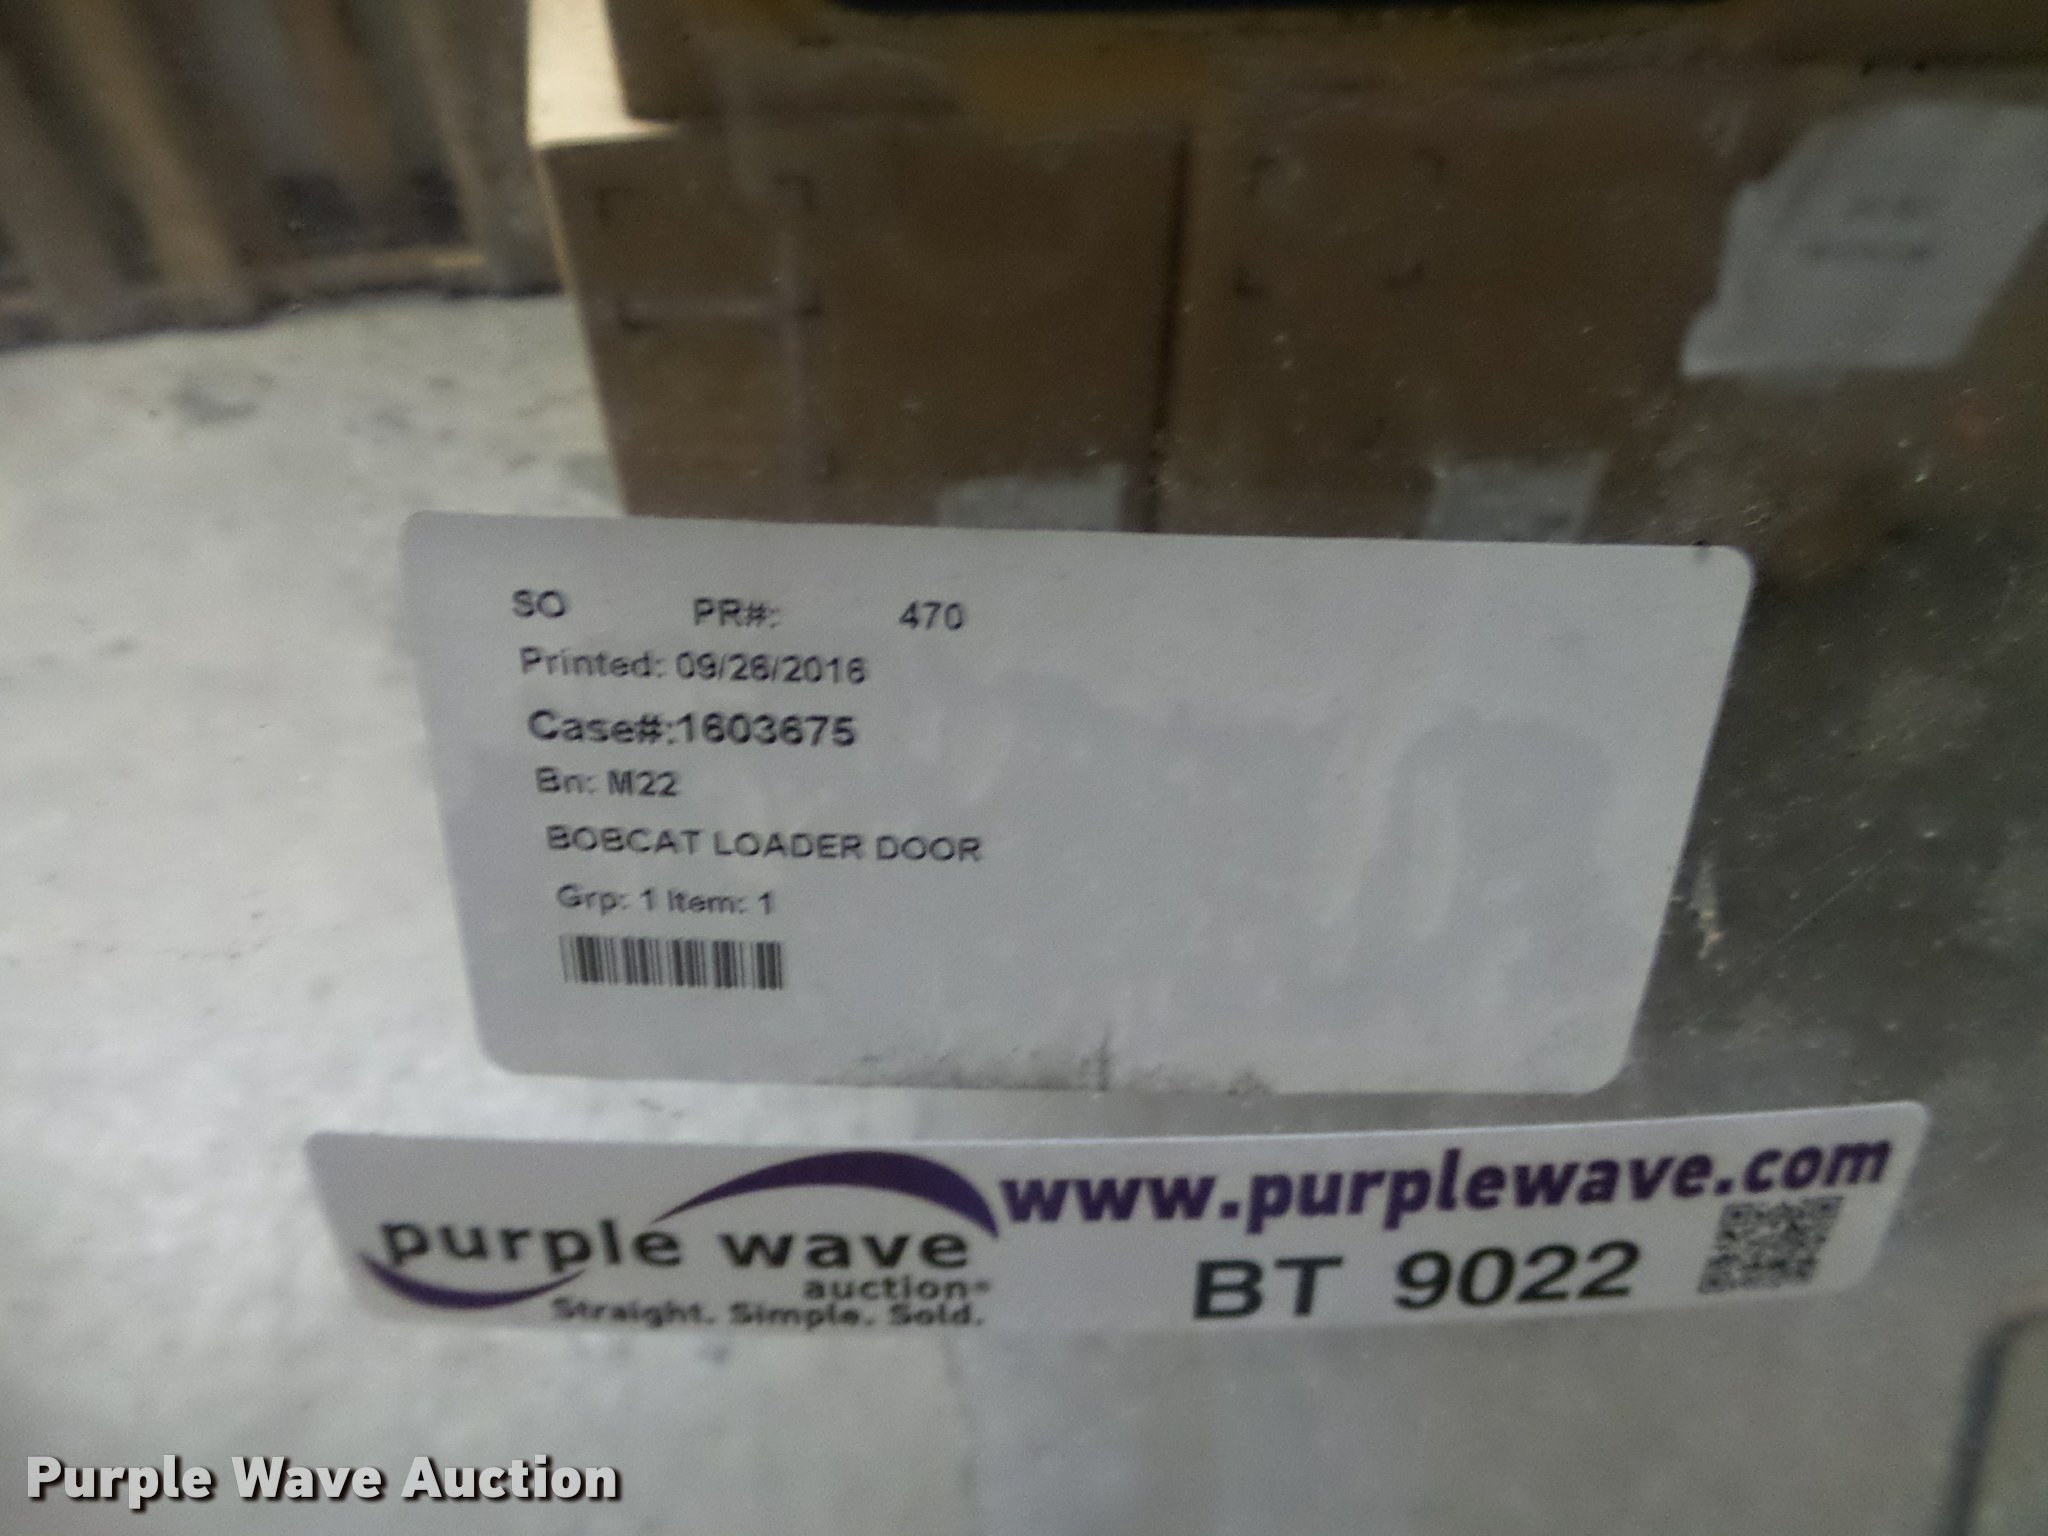 SO PR#: 470
Printed: 09/26/2016
Case#:1603675
Bn: M22
BOBCAT LOADER DOOR
Grp: 1 Item: 1
purple wave
auction
Straight. Simple. Sold.
www.purplewave.com
BT 9022
Purple Wave Auction